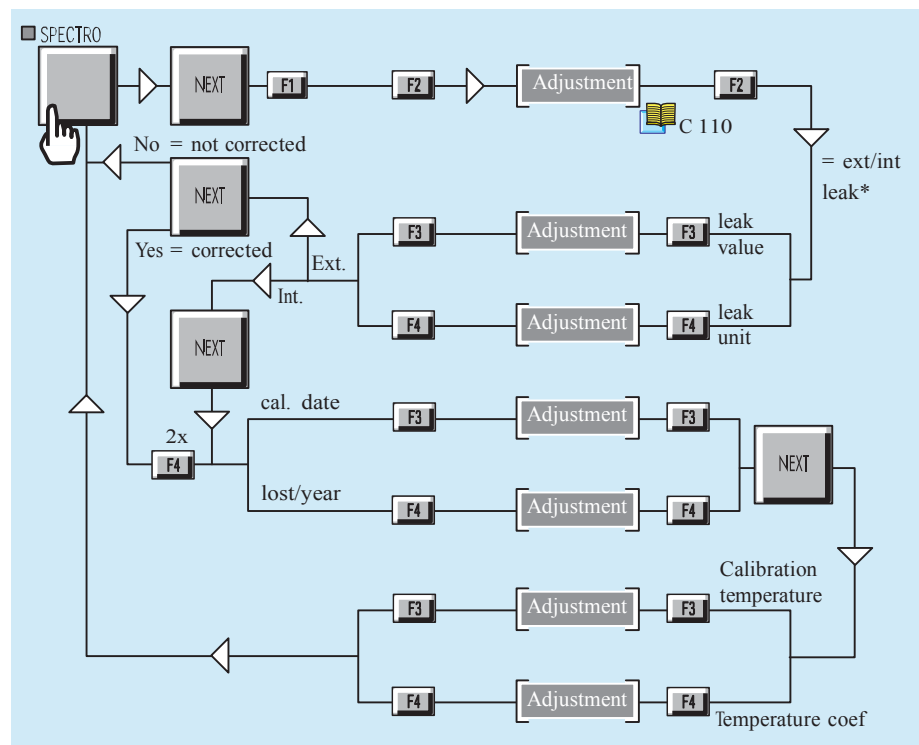 SPECTRO
NEXT F1 F2 Adjustment F2
C 110
No = not corrected
= ext/int
leak*
NEXT
F3 Adjustment F3 leak
value
Yes = corrected
Ext.
Int.
F4 Adjustment F4 leak
unit
NEXT
cal. date F3 Adjustment F3
2x
F4
NEXT
lost/year F4 Adjustment F4
Calibration
temperature
F3 Adjustment F3
F4 Adjustment F4
Temperature coef